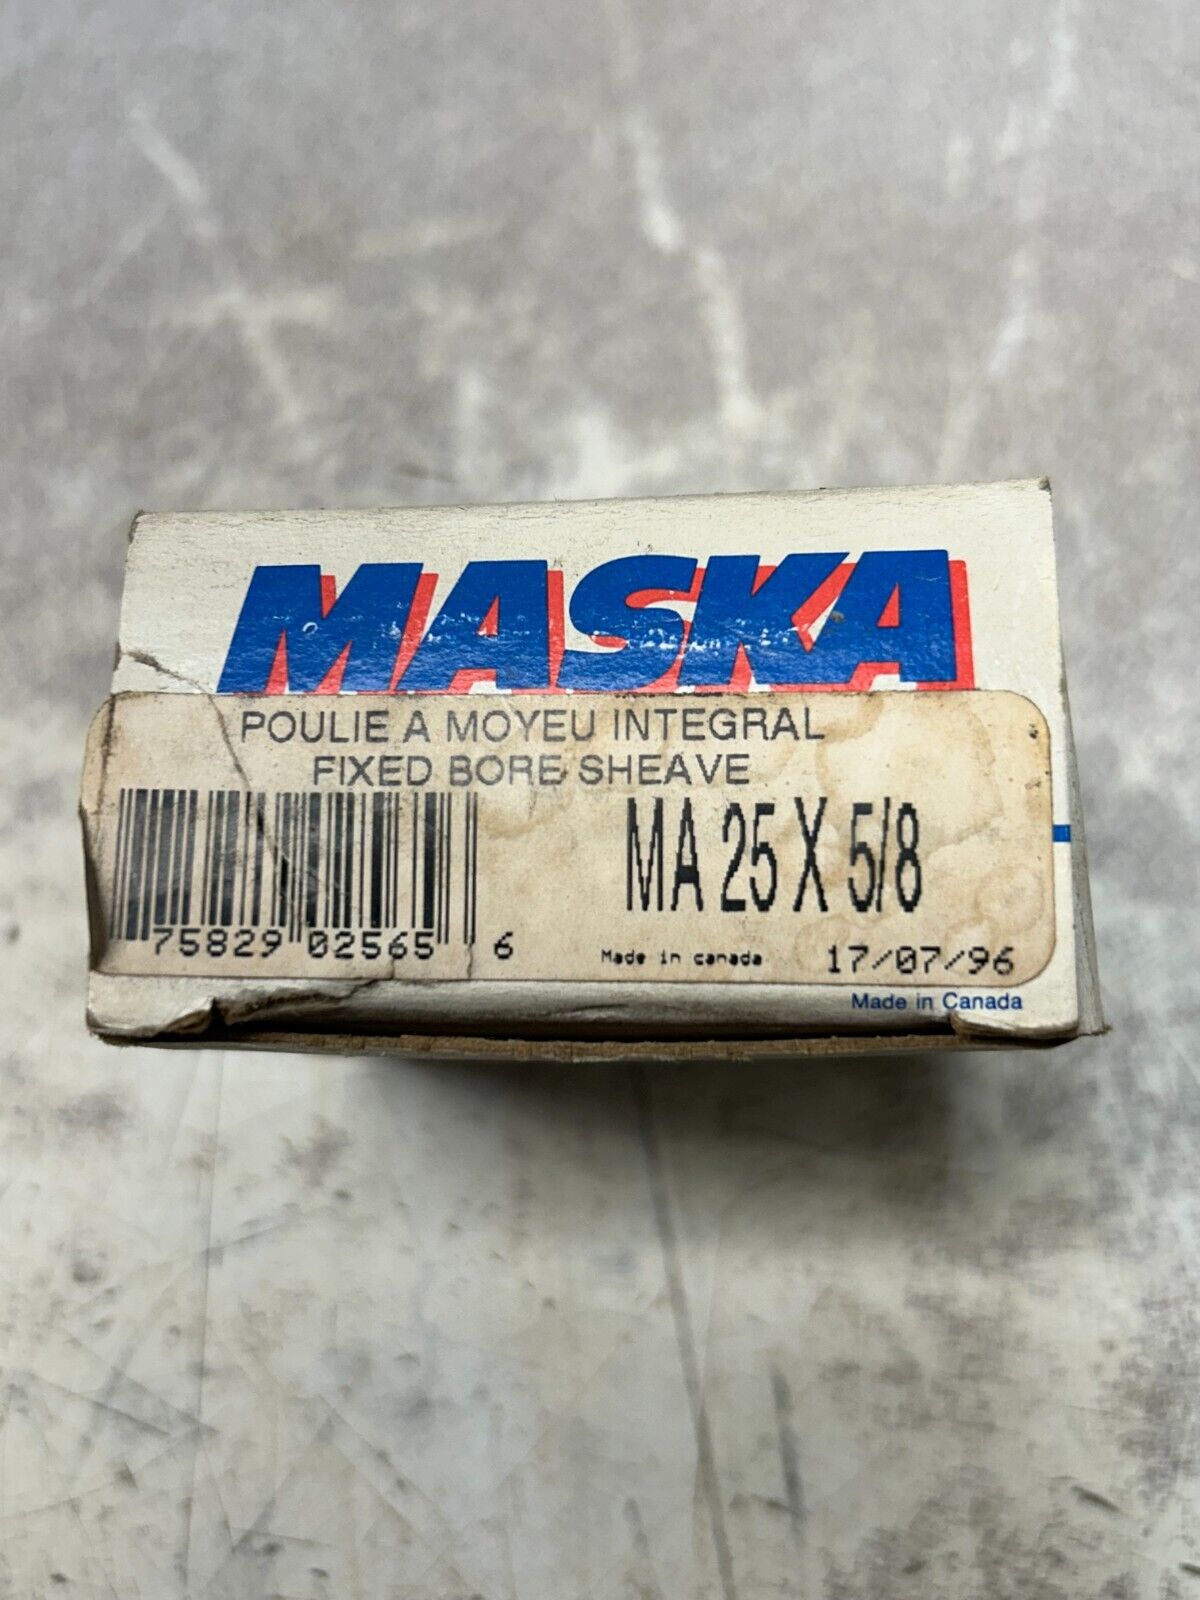 MASKA
POULIE A MOYEU INTEGRAL
FIXED BORE SHEAVE
MA 25 X 5/8
75829 02565 6
Made in canada 17/07/96
Made in Canada